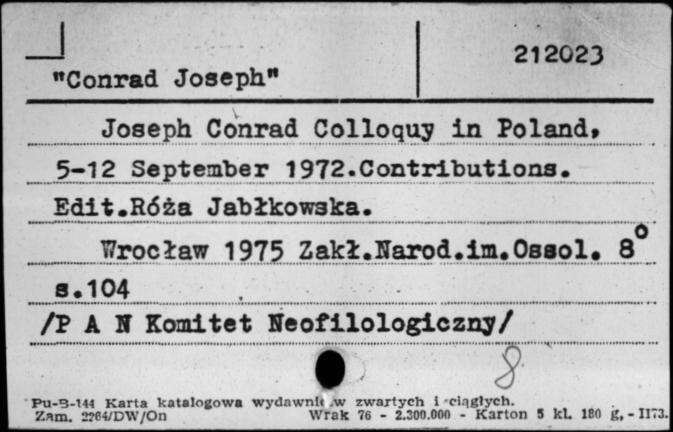 212023
"Conrad Joseph"
Joseph Conrad Colloquy in Poland,
5-12 September 1972.Contributions.
Edit.Róża Jabłkowska.
Wrocław 1975 Zakł.Narod.im.Ossol. 8°
s.104
/P A N Komitet Neofilologiczny/
8
Pu-B-144 Karta katalogowa wydawnictw zwartych i ciągłych.
Zam. 2264/DW/On Wrak 76 - 2.300.000 - Karton 5 kl. 180 g, - II73.